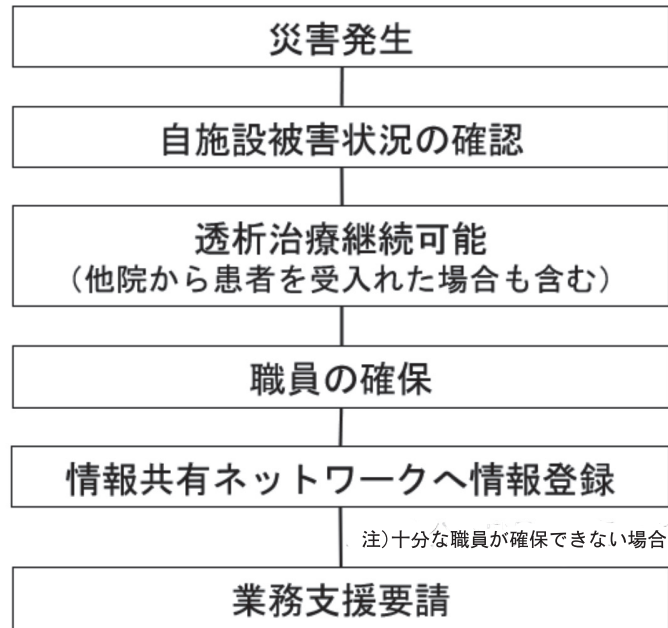 災害発生
自施設被害状況の確認
透析治療継続可能
（他院から患者を受入れた場合も含む）
職員の確保
情報共有ネットワークへ情報登録
注）十分な職員が確保できない場合
業務支援要請